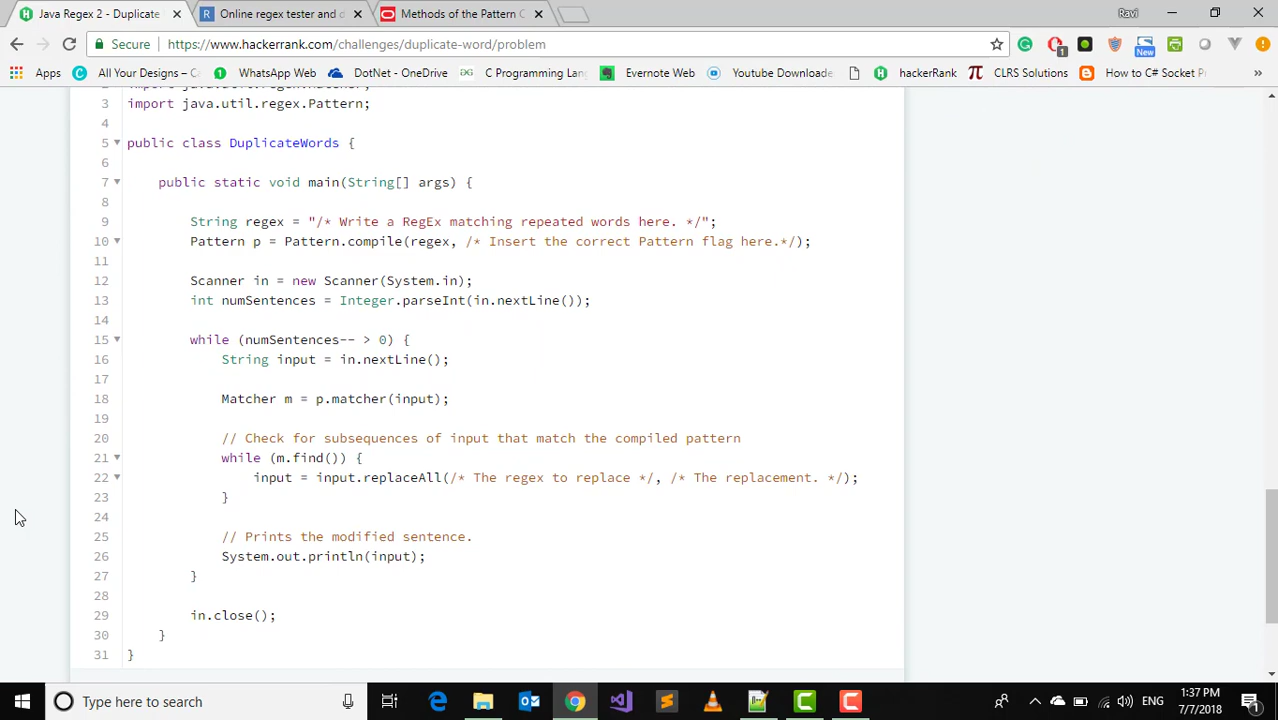 Java Regex 2 - Duplicate
Online regex tester and d
Methods of the Pattern C
Ravi
Secure
https://www.hackerrank.com/challenges/duplicate-word/problem
1
New
Apps
All Your Designs – C
Whatsapp Web
DotNet - OneDrive
C Programming Lan
Evernote Web
Youtube Downloade
hackerRank
CLRS Solutions
How to C# Socket P
»
3 import java.util.regex.Pattern;
4
5 public class DuplicateWords {
6
7 public static void main(String[] args) {
8
9 String regex = "/* Write a RegEx matching repeated words here. */";
10 Pattern p = Pattern.compile(regex, /* Insert the correct Pattern flag here.*/);
11
12 Scanner in = new Scanner(System.in);
13 int numSentences = Integer.parseInt(in.nextLine());
14
15 while (numSentences-- > 0) {
16 String input = in.nextLine();
17
18 Matcher m = p.matcher(input);
19
20 // Check for subsequences of input that match the compiled pattern
21 while (m.find()) {
22 input = input.replaceAll(/* The regex to replace */, /* The replacement. */);
23 }
24
25 // Prints the modified sentence.
26 System.out.println(input);
27 }
28
29 in.close();
30 }
31 }
Type here to search
ENG
1:37 PM
7/7/2018
1